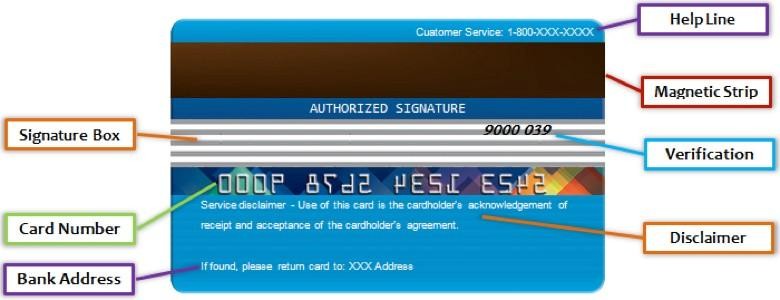 Customer Service: 1-800-XXX-XXXX
Help Line
Magnetic Strip
AUTHORIZED SIGNATURE
9000 039
Signature Box
Verification
Service disclaimer - Use of this card is the cardholder's acknowledgement of
receipt and acceptance of the cardholder's agreement.
Card Number
Disclaimer
If found, please return card to: XXX Address
Bank Address